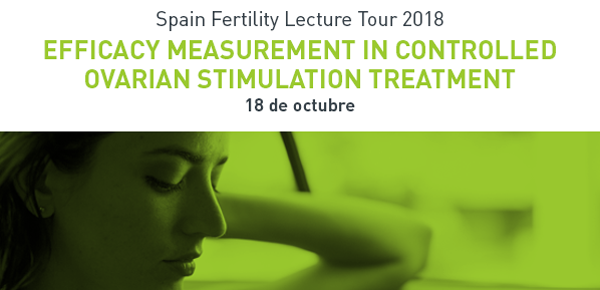 Spain Fertility Lecture Tour 2018
EFFICACY MEASUREMENT IN CONTROLLED
OVARIAN STIMULATION TREATMENT
18 de octubre